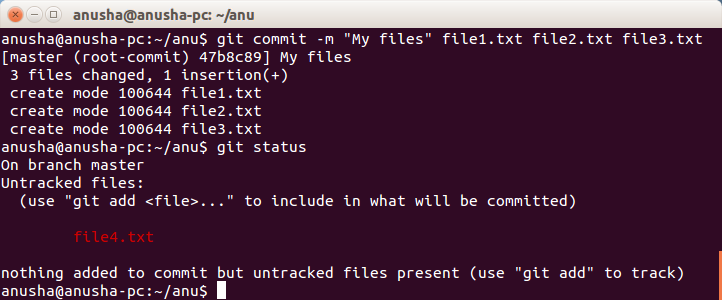 anusha@anusha-pc: ~/anu
anusha@anusha-pc:~/anu$ git commit -m "My files" file1.txt file2.txt file3.txt
[master (root-commit) 47b8c89] My files
 3 files changed, 1 insertion(+)
 create mode 100644 file1.txt
 create mode 100644 file2.txt
 create mode 100644 file3.txt
anusha@anusha-pc:~/anu$ git status
On branch master
Untracked files:
  (use "git add <file>..." to include in what will be committed)
        file4.txt
nothing added to commit but untracked files present (use "git add" to track)
anusha@anusha-pc:~/anu$